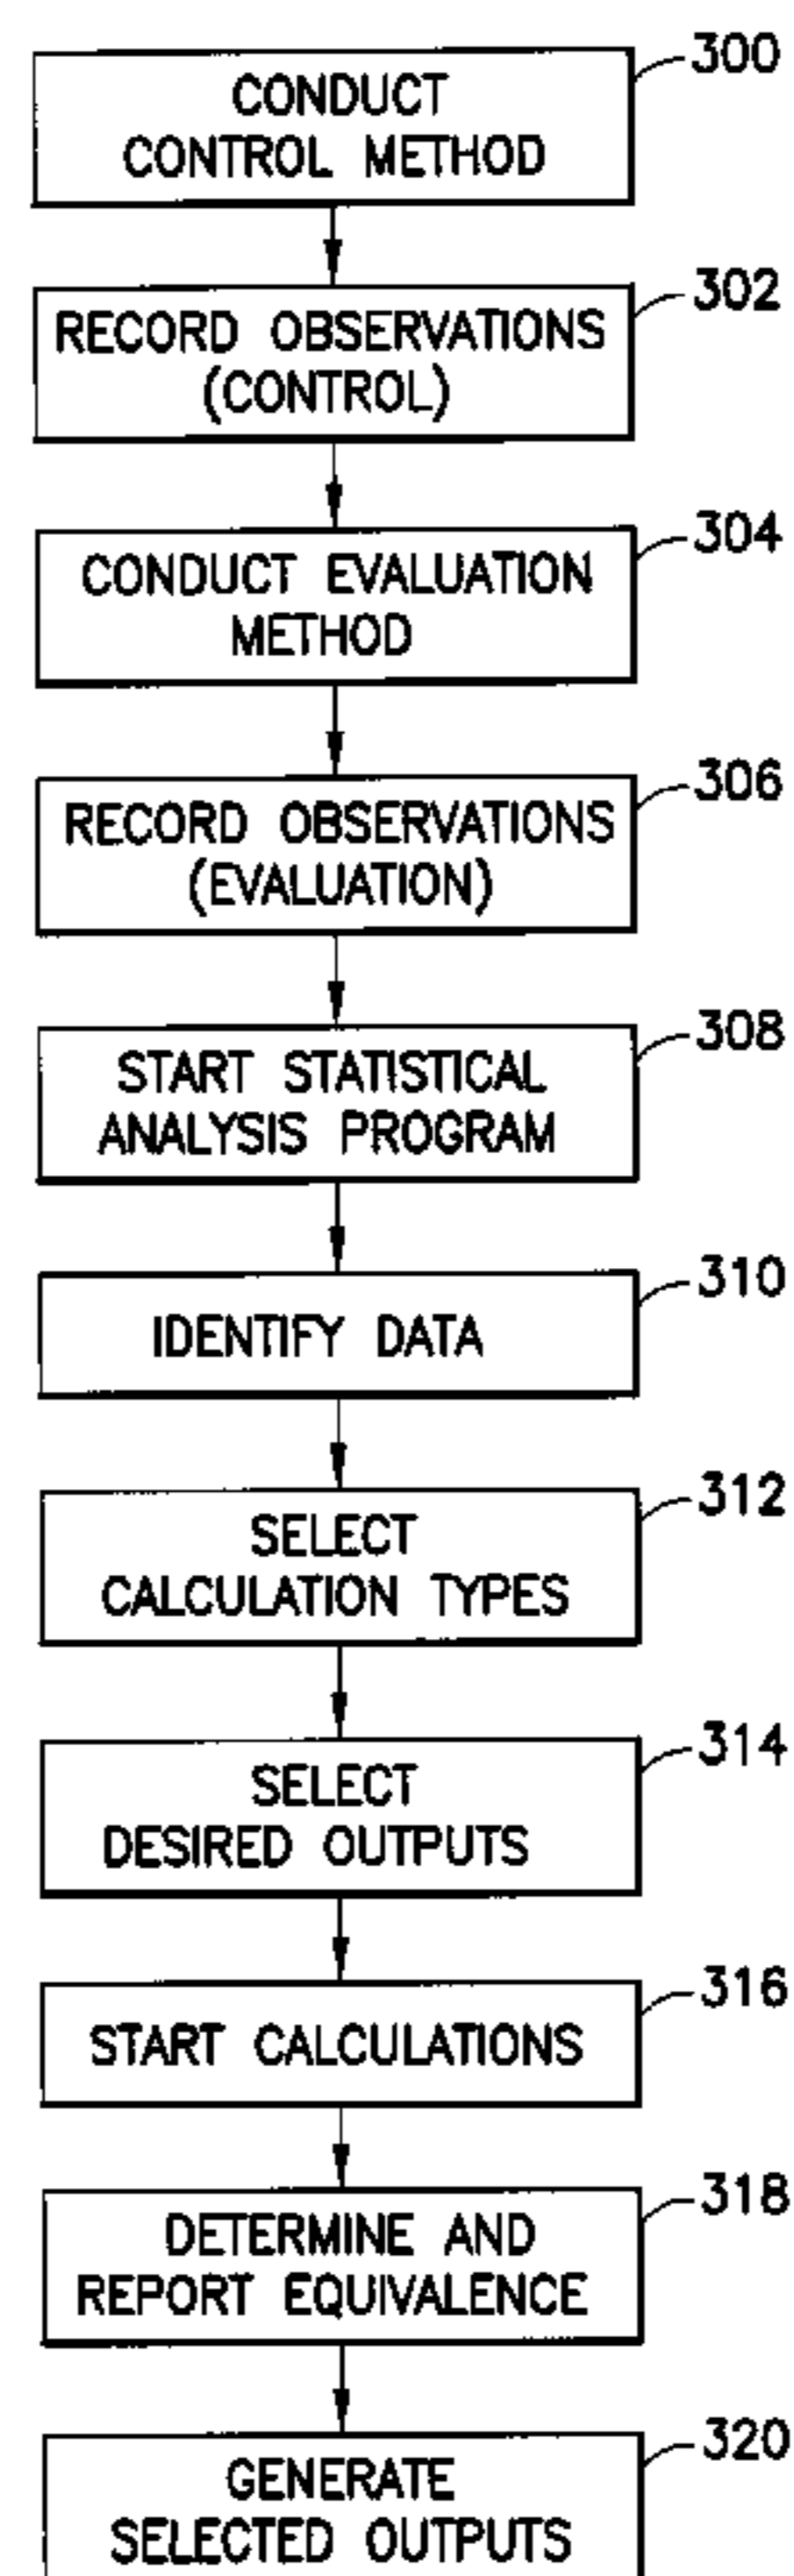 300
CONDUCT
CONTROL METHOD
302
RECORD OBSERVATIONS
(CONTROL)
304
CONDUCT EVALUATION
METHOD
306
RECORD OBSERVATIONS
(EVALUATION)
308
START STATISTICAL
ANALYSIS PROGRAM
310
IDENTIFY DATA
312
SELECT
CALCULATION TYPES
314
SELECT
DESIRED OUTPUTS
316
START CALCULATIONS
318
DETERMINE AND
REPORT EQUIVALENCE
320
GENERATE
SELECTED OUTPUTS